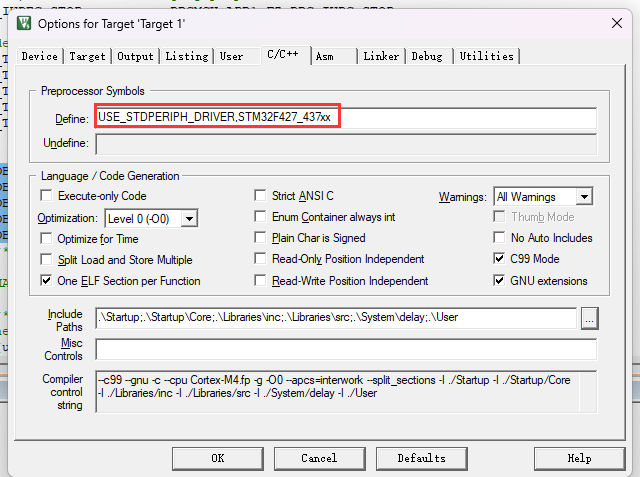 Options for Target 'Target 1'
Device Target Output Listing User C/C++ Asm Linker Debug Utilities
Preprocessor Symbols
Define: USE_STDPERIPH_DRIVER,STM32F427_437xx
Undefine:
Language / Code Generation
Execute-only Code
Strict ANSI C
Warnings: All Warnings
Optimization: Level 0 (-O0)
Enum Container always int
Thumb Mode
Optimize for Time
Plain Char is Signed
No Auto Includes
Split Load and Store Multiple
Read-Only Position Independent
C99 Mode
One ELF Section per Function
Read-Write Position Independent
GNU extensions
Include Paths
.\Startup;.\Startup\Core;.\Libraries\inc;.\Libraries\src;.\System\delay;.\User
...
Misc Controls
Compiler control string
--c99 --gnu -c --cpu Cortex-M4.fp -g -O0 --apcs=interwork --split_sections -I ./Startup -I ./Startup/Core
-I ./Libraries/inc -I ./Libraries/src -I ./System/delay -I ./User
OK Cancel Defaults Help